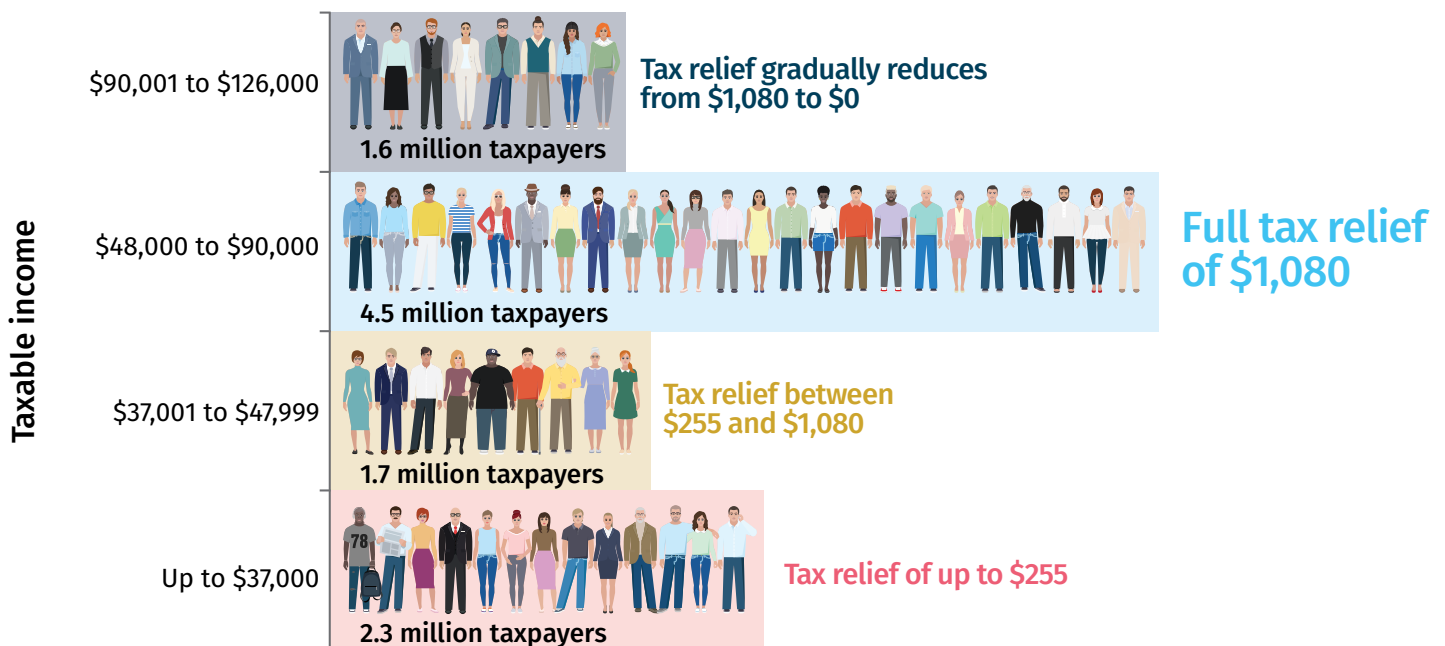 Taxable income
$90,001 to $126,000
1.6 million taxpayers
Tax relief gradually reduces
from $1,080 to $0
$48,000 to $90,000
4.5 million taxpayers
Full tax relief
of $1,080
$37,001 to $47,999
1.7 million taxpayers
Tax relief between
$255 and $1,080
Up to $37,000
78
2.3 million taxpayers
Tax relief of up to $255